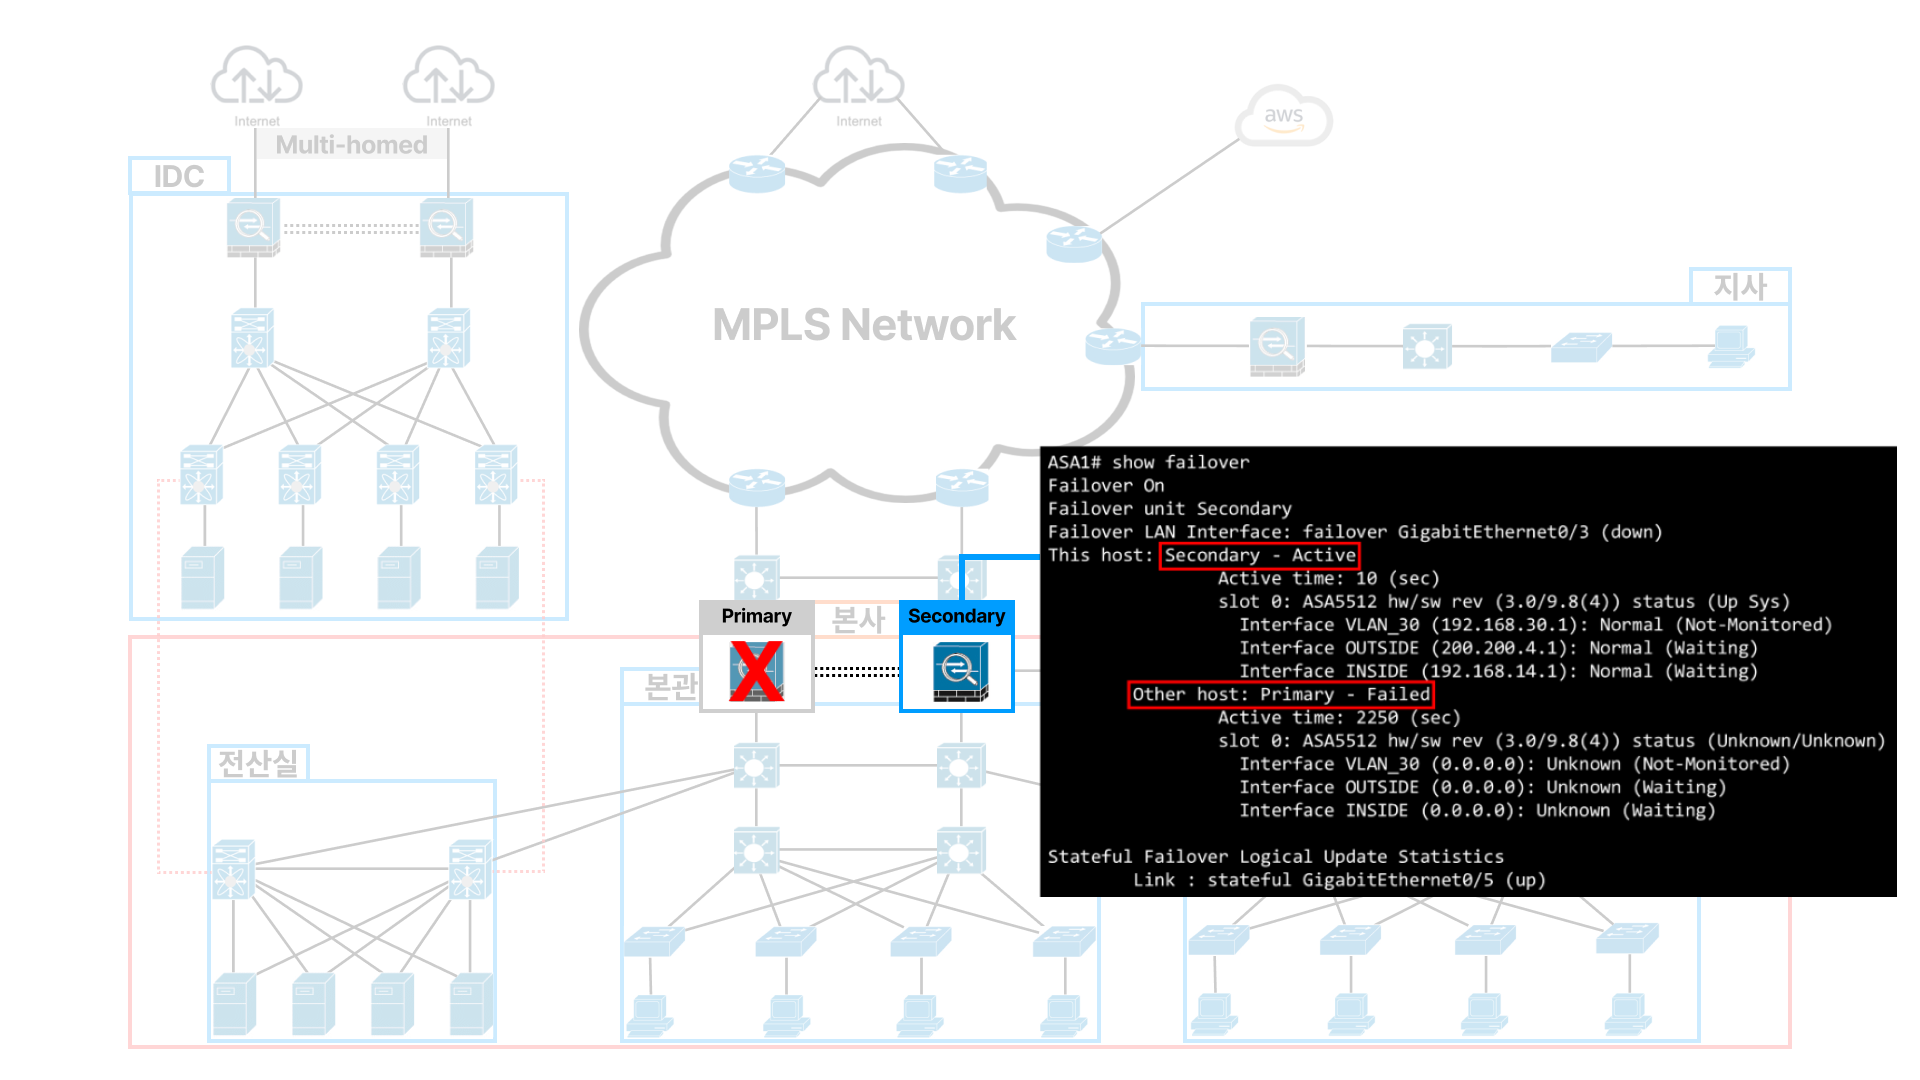 Internet
Internet
Internet
aws
Multi-homed
IDC
지사
MPLS Network
ASA1# show failover
Failover On
Failover unit Secondary
Failover LAN Interface: failover GigabitEthernet0/3 (down)
This host: Secondary - Active
Active time: 10 (sec)
slot 0: ASA5512 hw/sw rev (3.0/9.8(4)) status (Up Sys)
Interface VLAN_30 (192.168.30.1): Normal (Not-Monitored)
Interface OUTSIDE (200.200.4.1): Normal (Waiting)
Interface INSIDE (192.168.14.1): Normal (Waiting)
Other host: Primary - Failed
Active time: 2250 (sec)
slot 0: ASA5512 hw/sw rev (3.0/9.8(4)) status (Unknown/Unknown)
Interface VLAN_30 (0.0.0.0): Unknown (Not-Monitored)
Interface OUTSIDE (0.0.0.0): Unknown (Waiting)
Interface INSIDE (0.0.0.0): Unknown (Waiting)
Stateful Failover Logical Update Statistics
Link : stateful GigabitEthernet0/5 (up)
Primary
본사
Secondary
X
본관
전산실